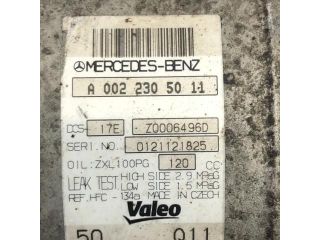 MERCEDES-BENZ
A 002 230 50 11
DCS- 17E Z0006496D
SERI.NO. 0121121825
OIL:ZXL100PG 120 CC
LEAK TEST HIGH SIDE 2.9 MPaG
LOW SIDE 1.5 MPaG
REF.HFC-134a MADE IN CZECH
Valeo
50 011